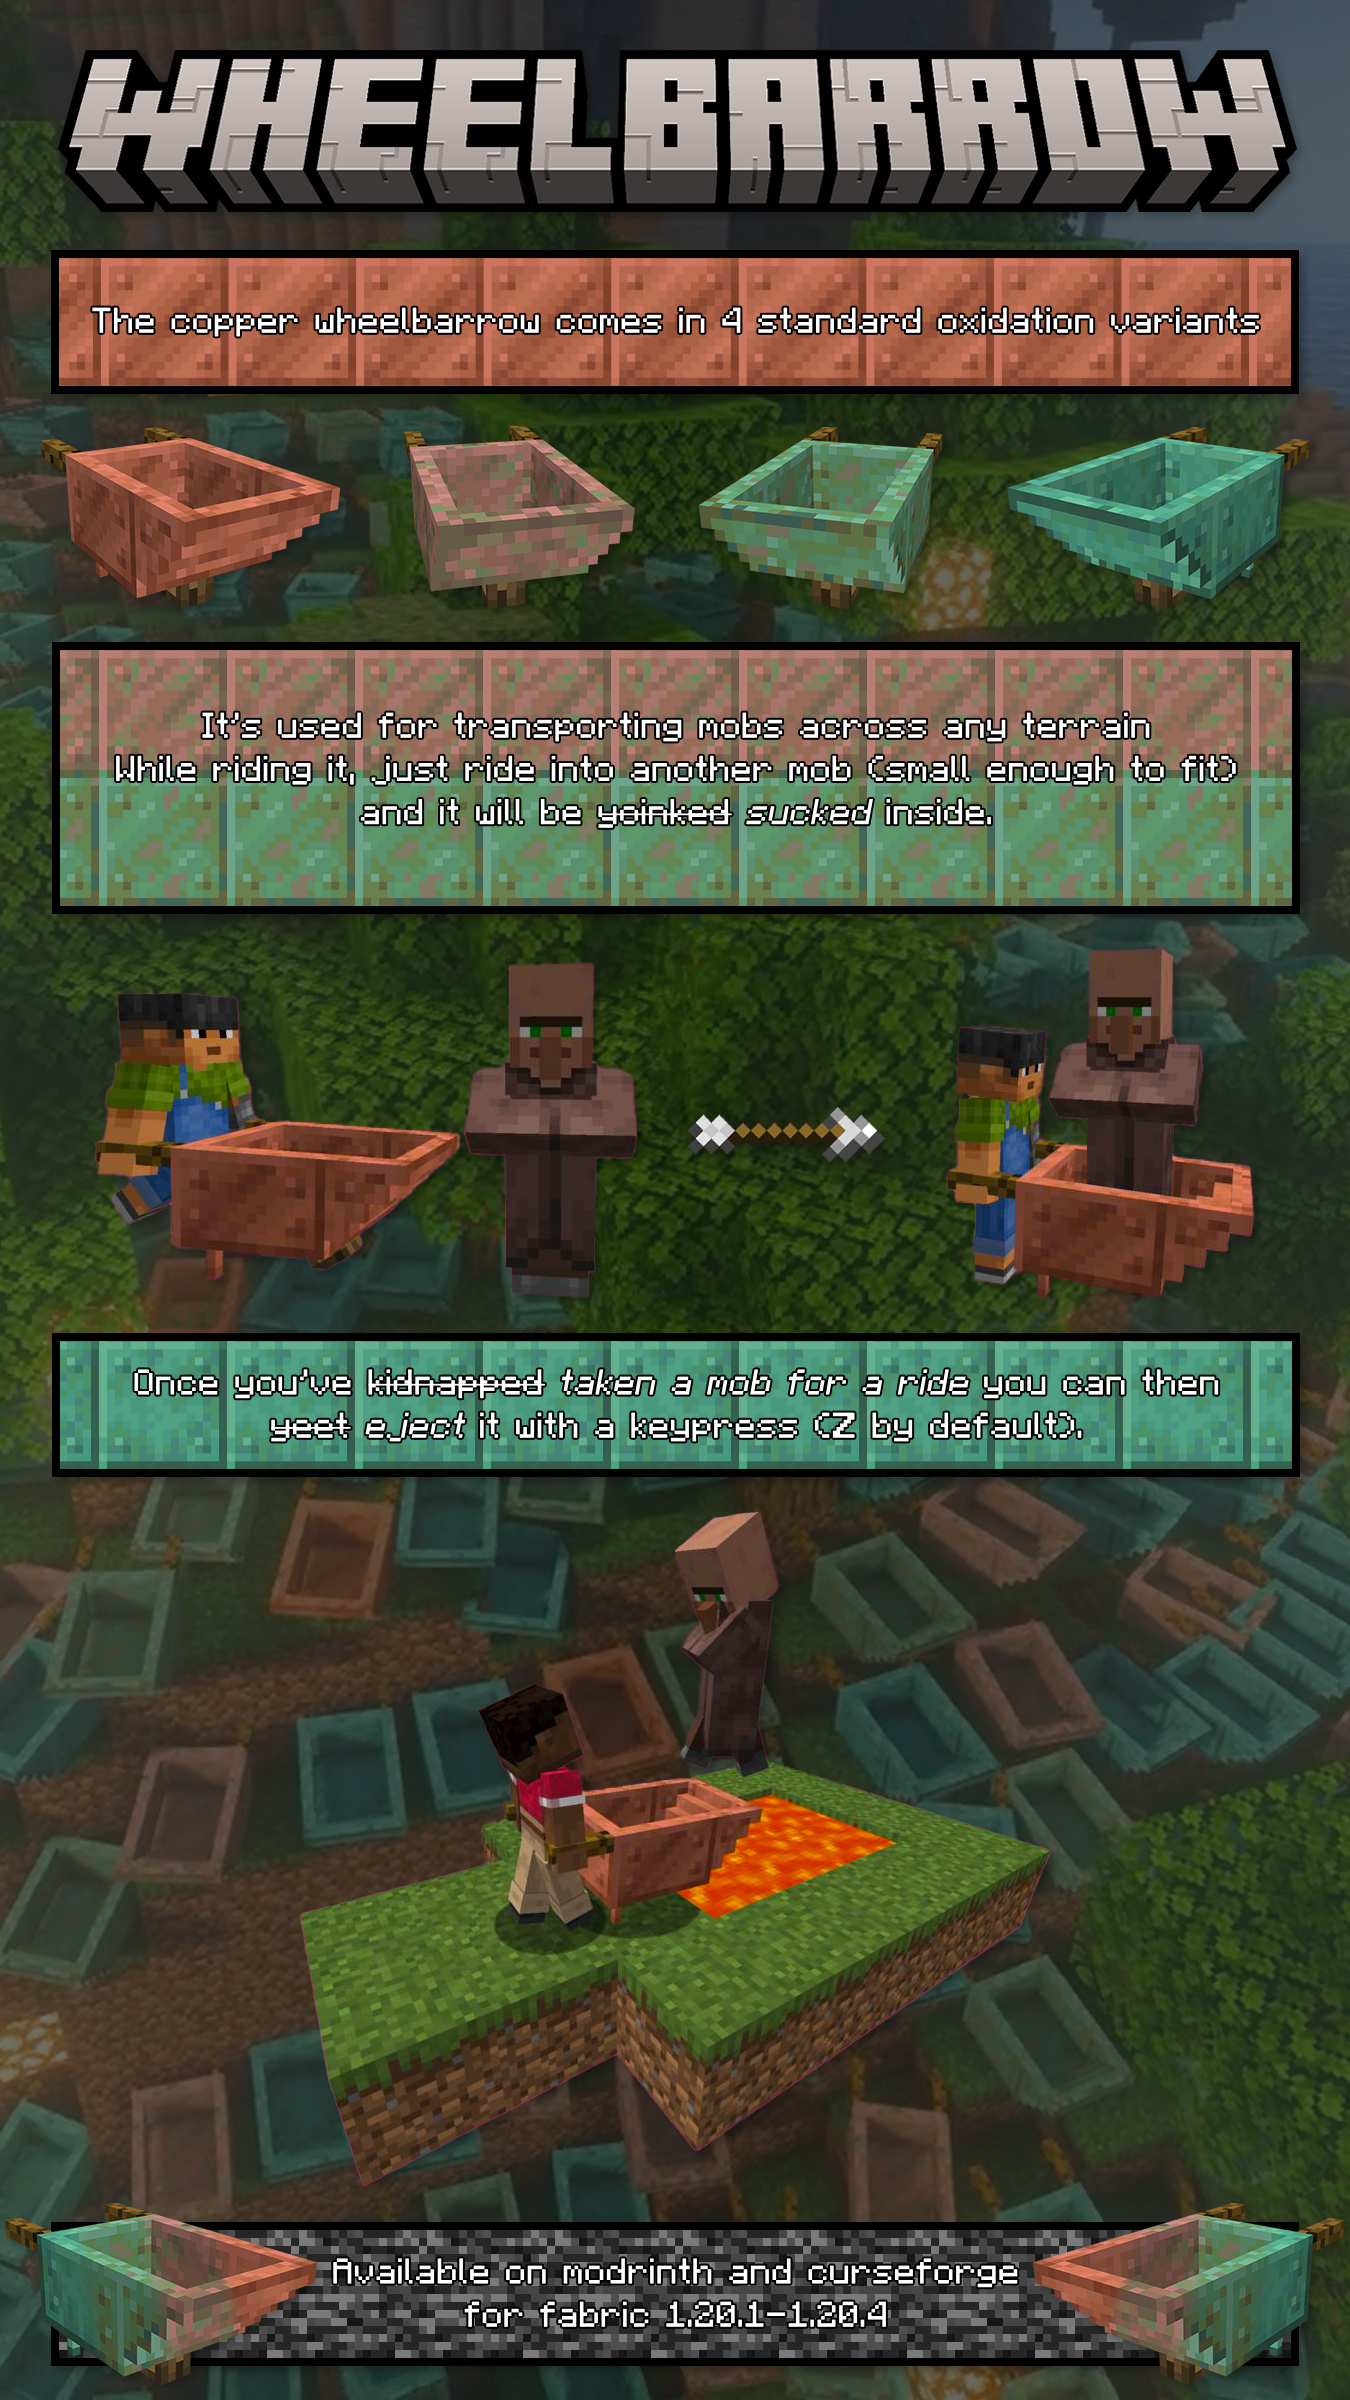 WHEELBARROW
The copper wheelbarrow comes in 4 standard oxidation variants
It's used for transporting mobs across any terrain
While riding it, just ride into another mob (small enough to fit)
and it will be yoinked sucked inside.
Once you've kidnapped taken a mob for a ride you can then
yeet eject it with a keypress (Z by default).
Available on modrinth and curseforge
for fabric 1.20.1-1.20.4